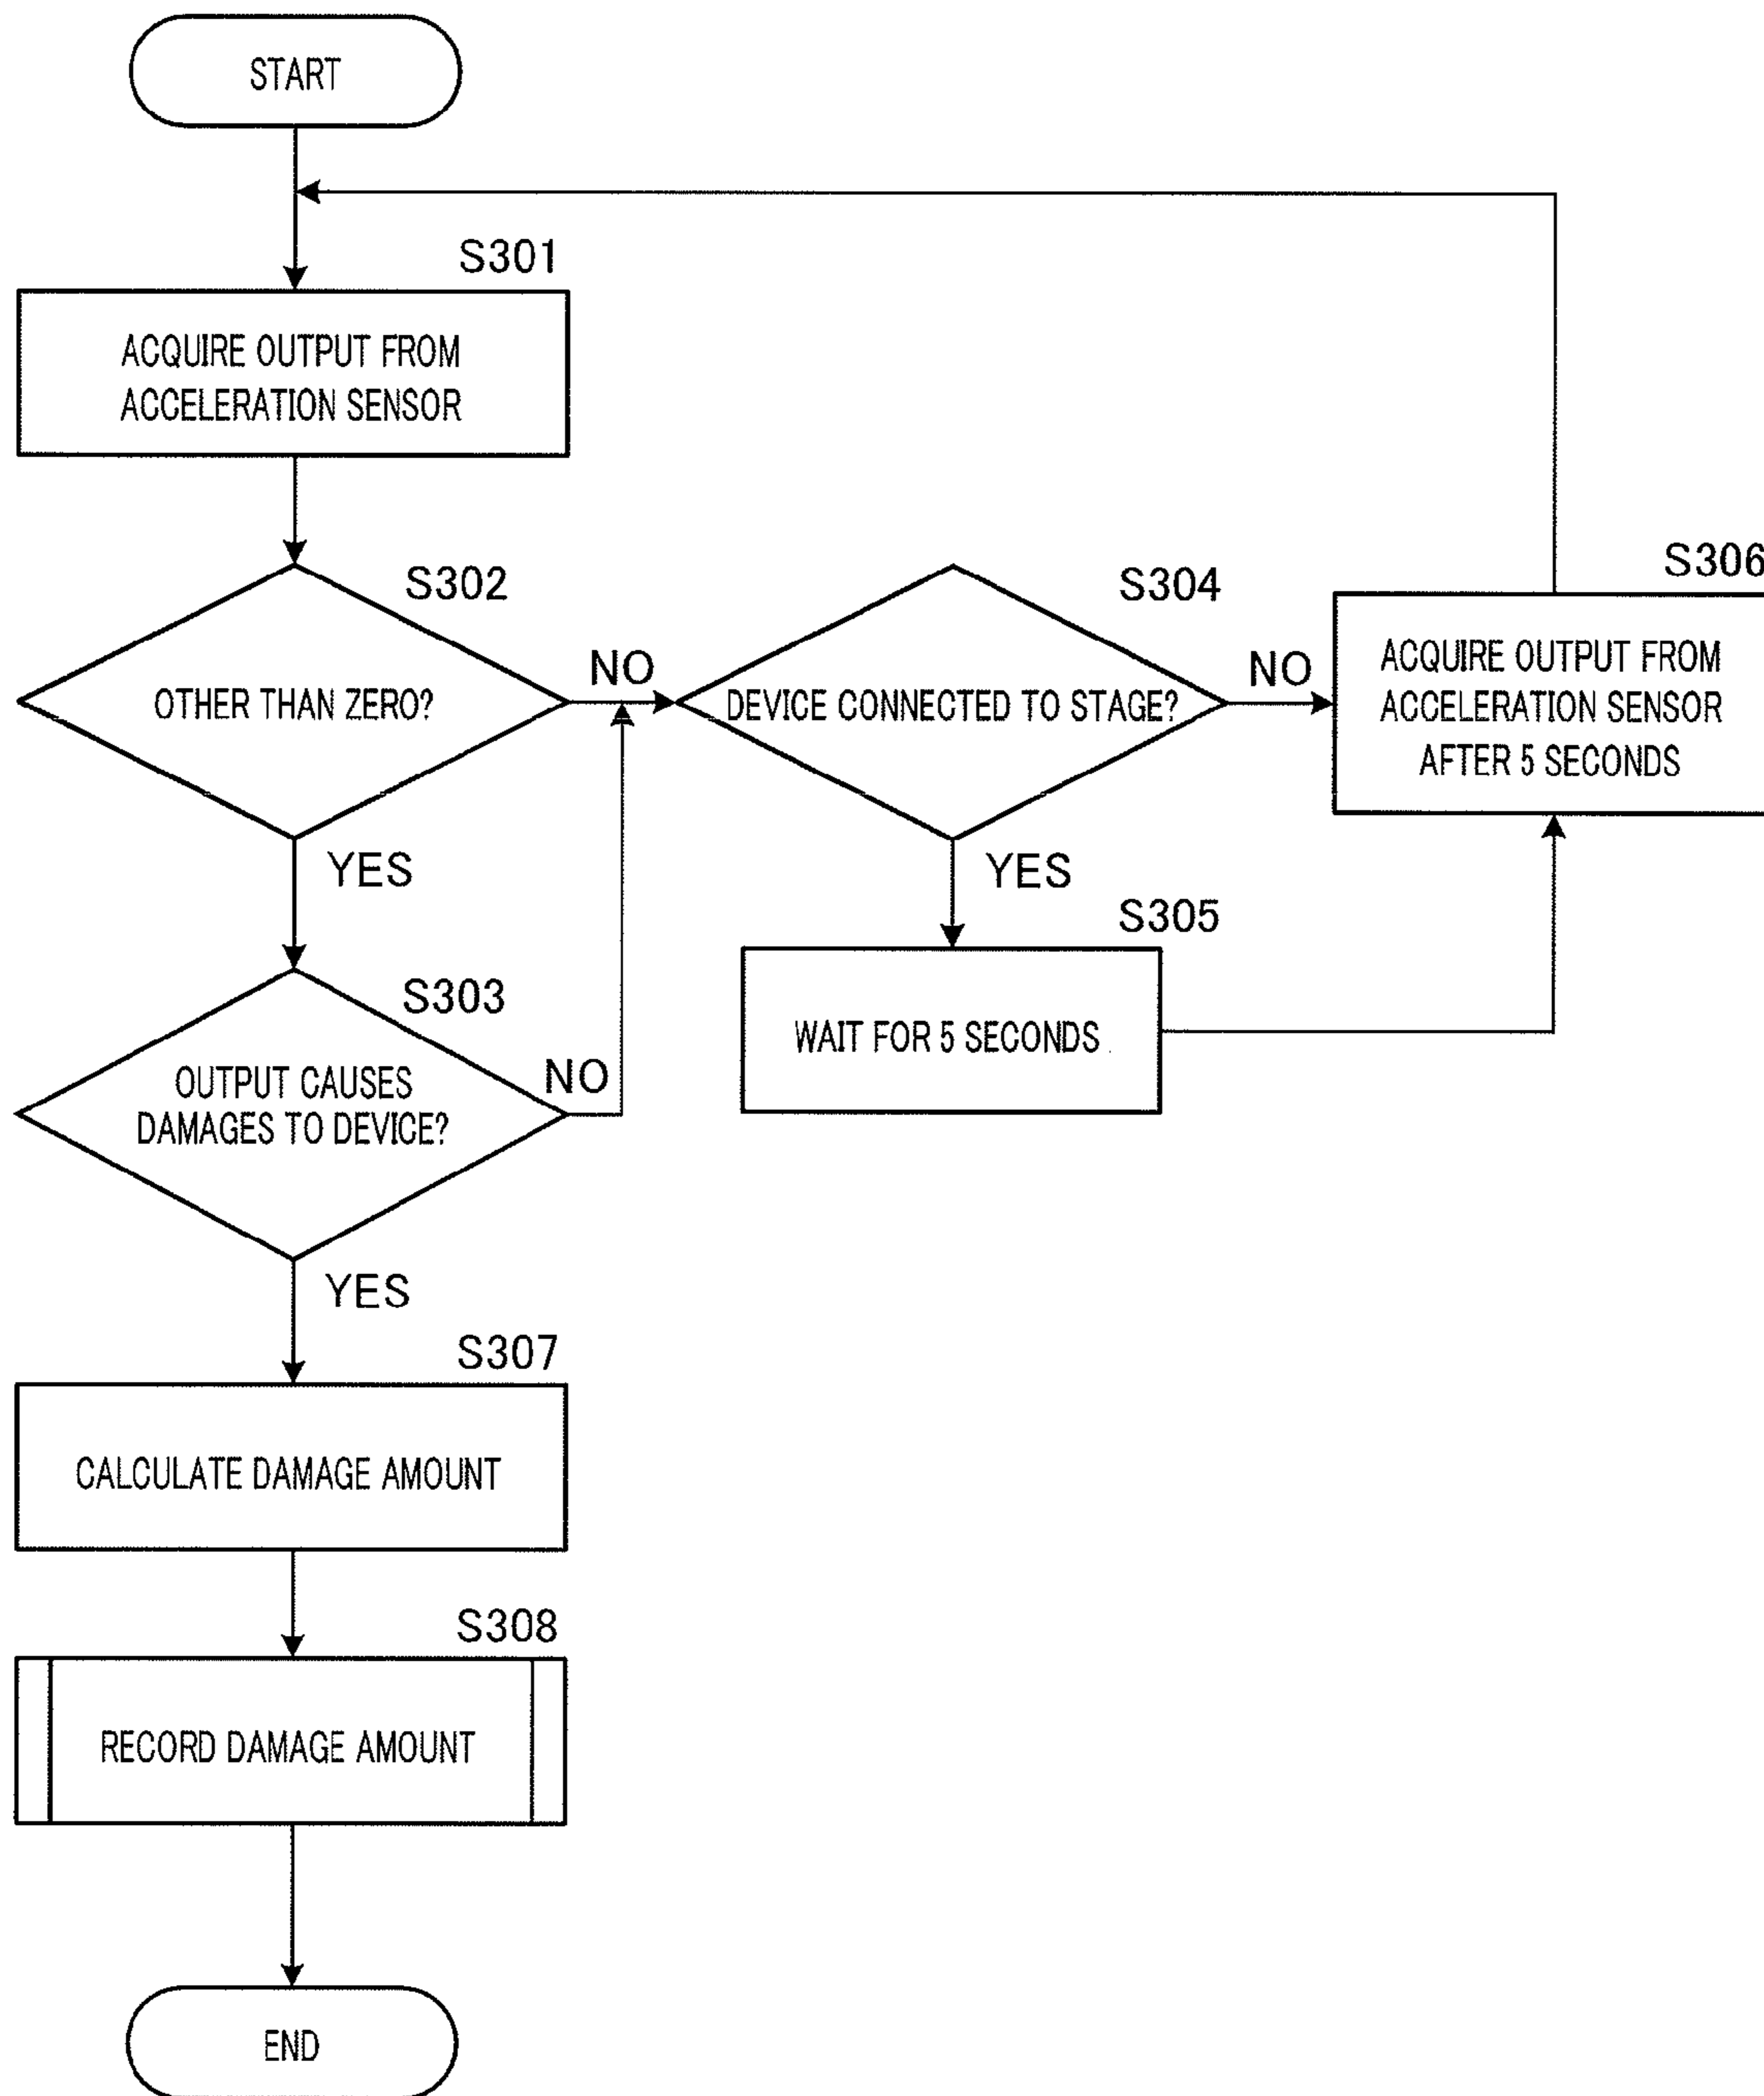 START
S301
ACQUIRE OUTPUT FROM
ACCELERATION SENSOR
S302
OTHER THAN ZERO?
NO
YES
S304
DEVICE CONNECTED TO STAGE?
NO
YES
S306
ACQUIRE OUTPUT FROM
ACCELERATION SENSOR
AFTER 5 SECONDS
S305
WAIT FOR 5 SECONDS
S303
OUTPUT CAUSES
DAMAGES TO DEVICE?
NO
YES
S307
CALCULATE DAMAGE AMOUNT
S308
RECORD DAMAGE AMOUNT
END